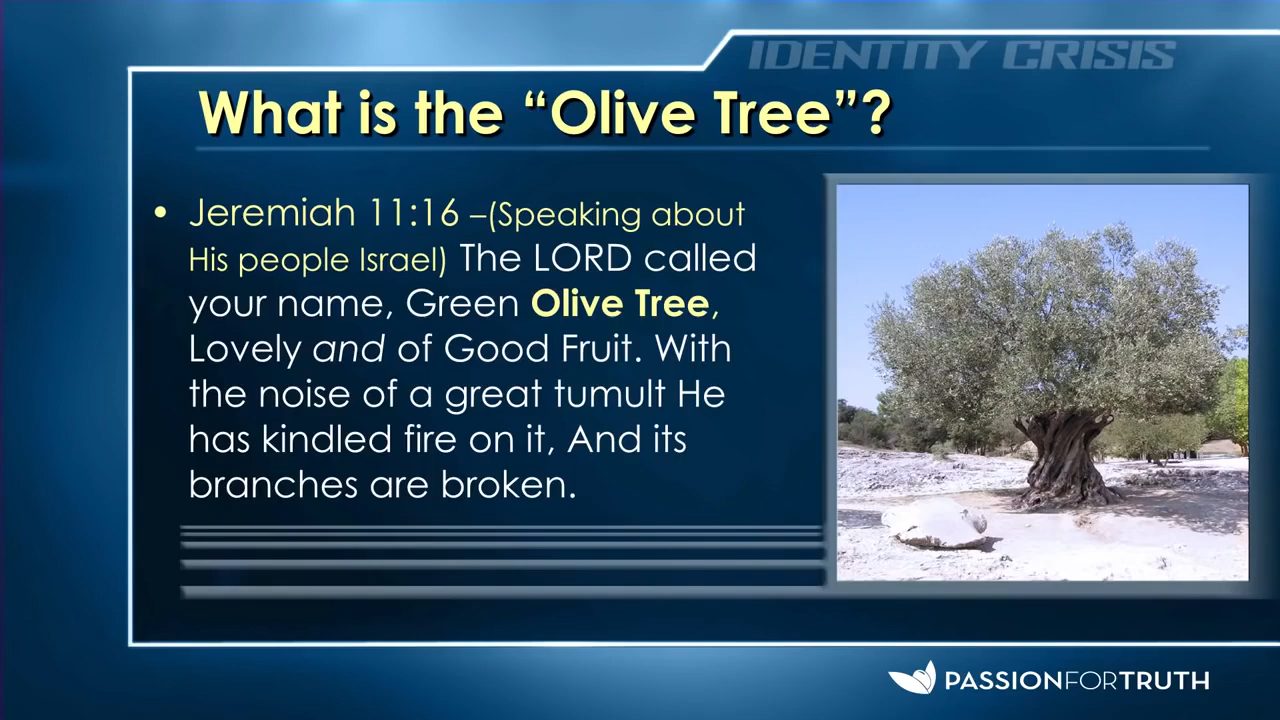 IDENTITY CRISIS
What is the “Olive Tree”?
• Jeremiah 11:16 –(Speaking about
His people Israel) The LORD called
your name, Green Olive Tree,
Lovely and of Good Fruit. With
the noise of a great tumult He
has kindled fire on it, And its
branches are broken.
PASSIONFORTRUTH